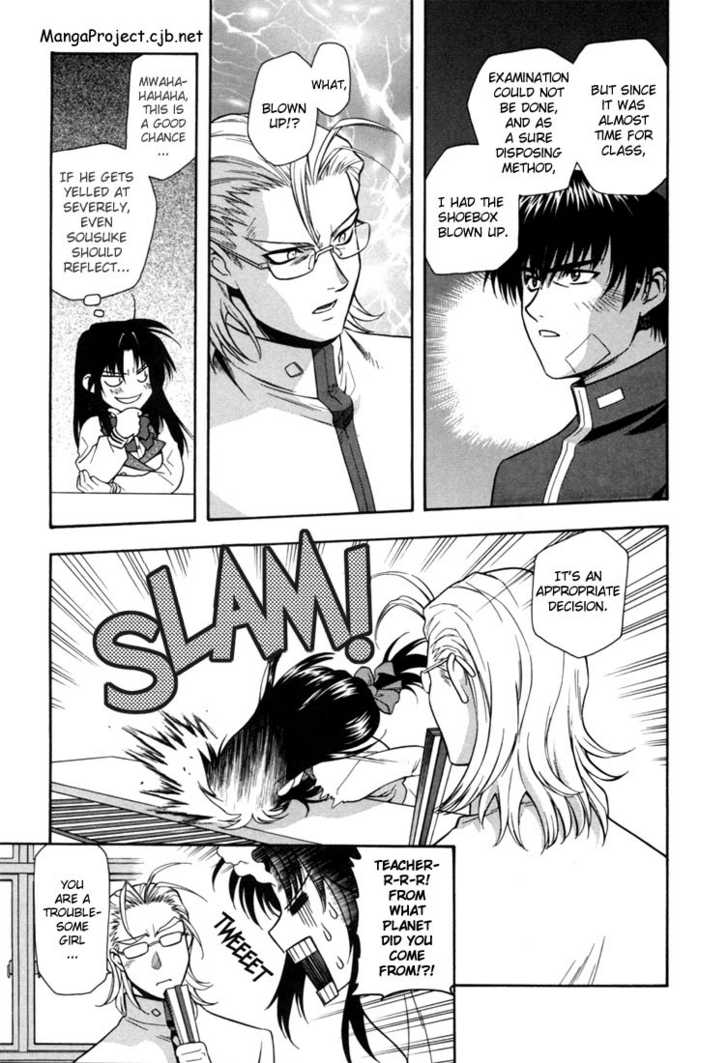 MangaProject.cjb.net
BUT SINCE
IT WAS
ALMOST
TIME FOR
CLASS,
EXAMINATION
COULD NOT
BE DONE,
AND AS
A SURE
DISPOSING
METHOD,
I HAD THE
SHOEBOX
BLOWN UP.
WHAT,
BLOWN
UP!?
MWAHA-
HAHAHA,
THIS IS
A GOOD
CHANCE
...
IF HE GETS
YELLED AT
SEVERELY,
EVEN
SOUSUKE
SHOULD
REFLECT...
IT'S AN
APPROPRIATE
DECISION.
SLAM!
TEACHER-
R-R-R!
FROM
WHAT
PLANET
DID YOU
COME
FROM!?!
TWEEEET
YOU
ARE A
TROUBLE-
SOME
GIRL
...